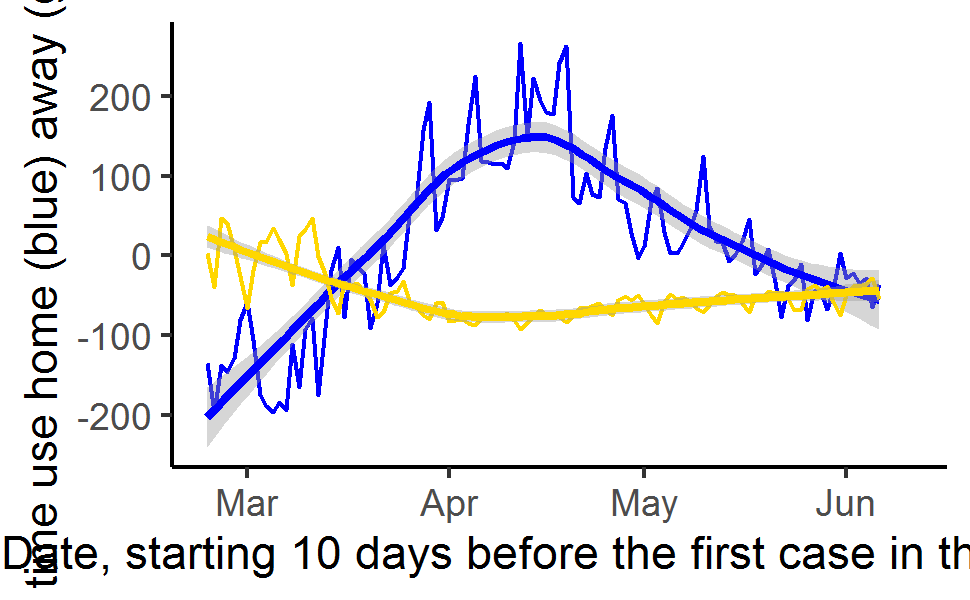 time use home (blue) away (
200
100
0
-100
-200
Mar Apr May Jun
Date, starting 10 days before the first case in th